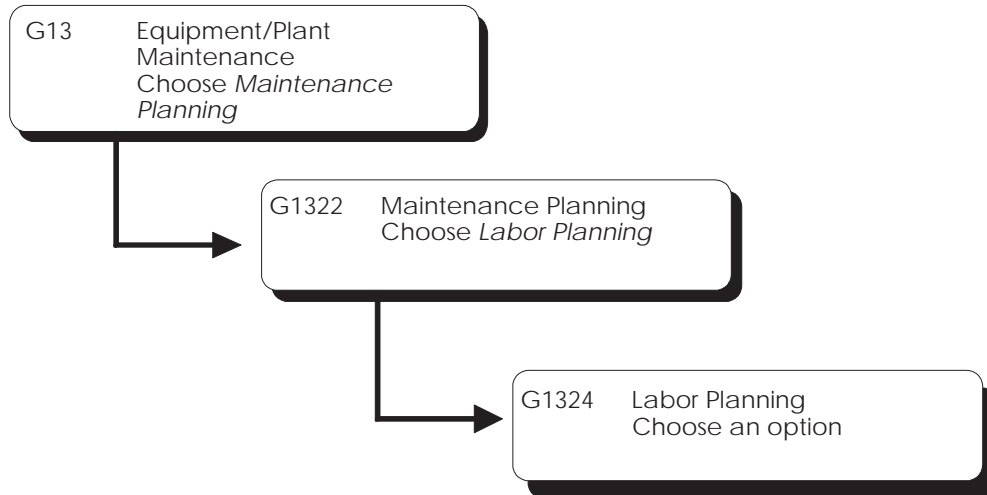 G13 Equipment/Plant
Maintenance
Choose Maintenance
Planning
G1322 Maintenance Planning
Choose Labor Planning
G1324 Labor Planning
Choose an option